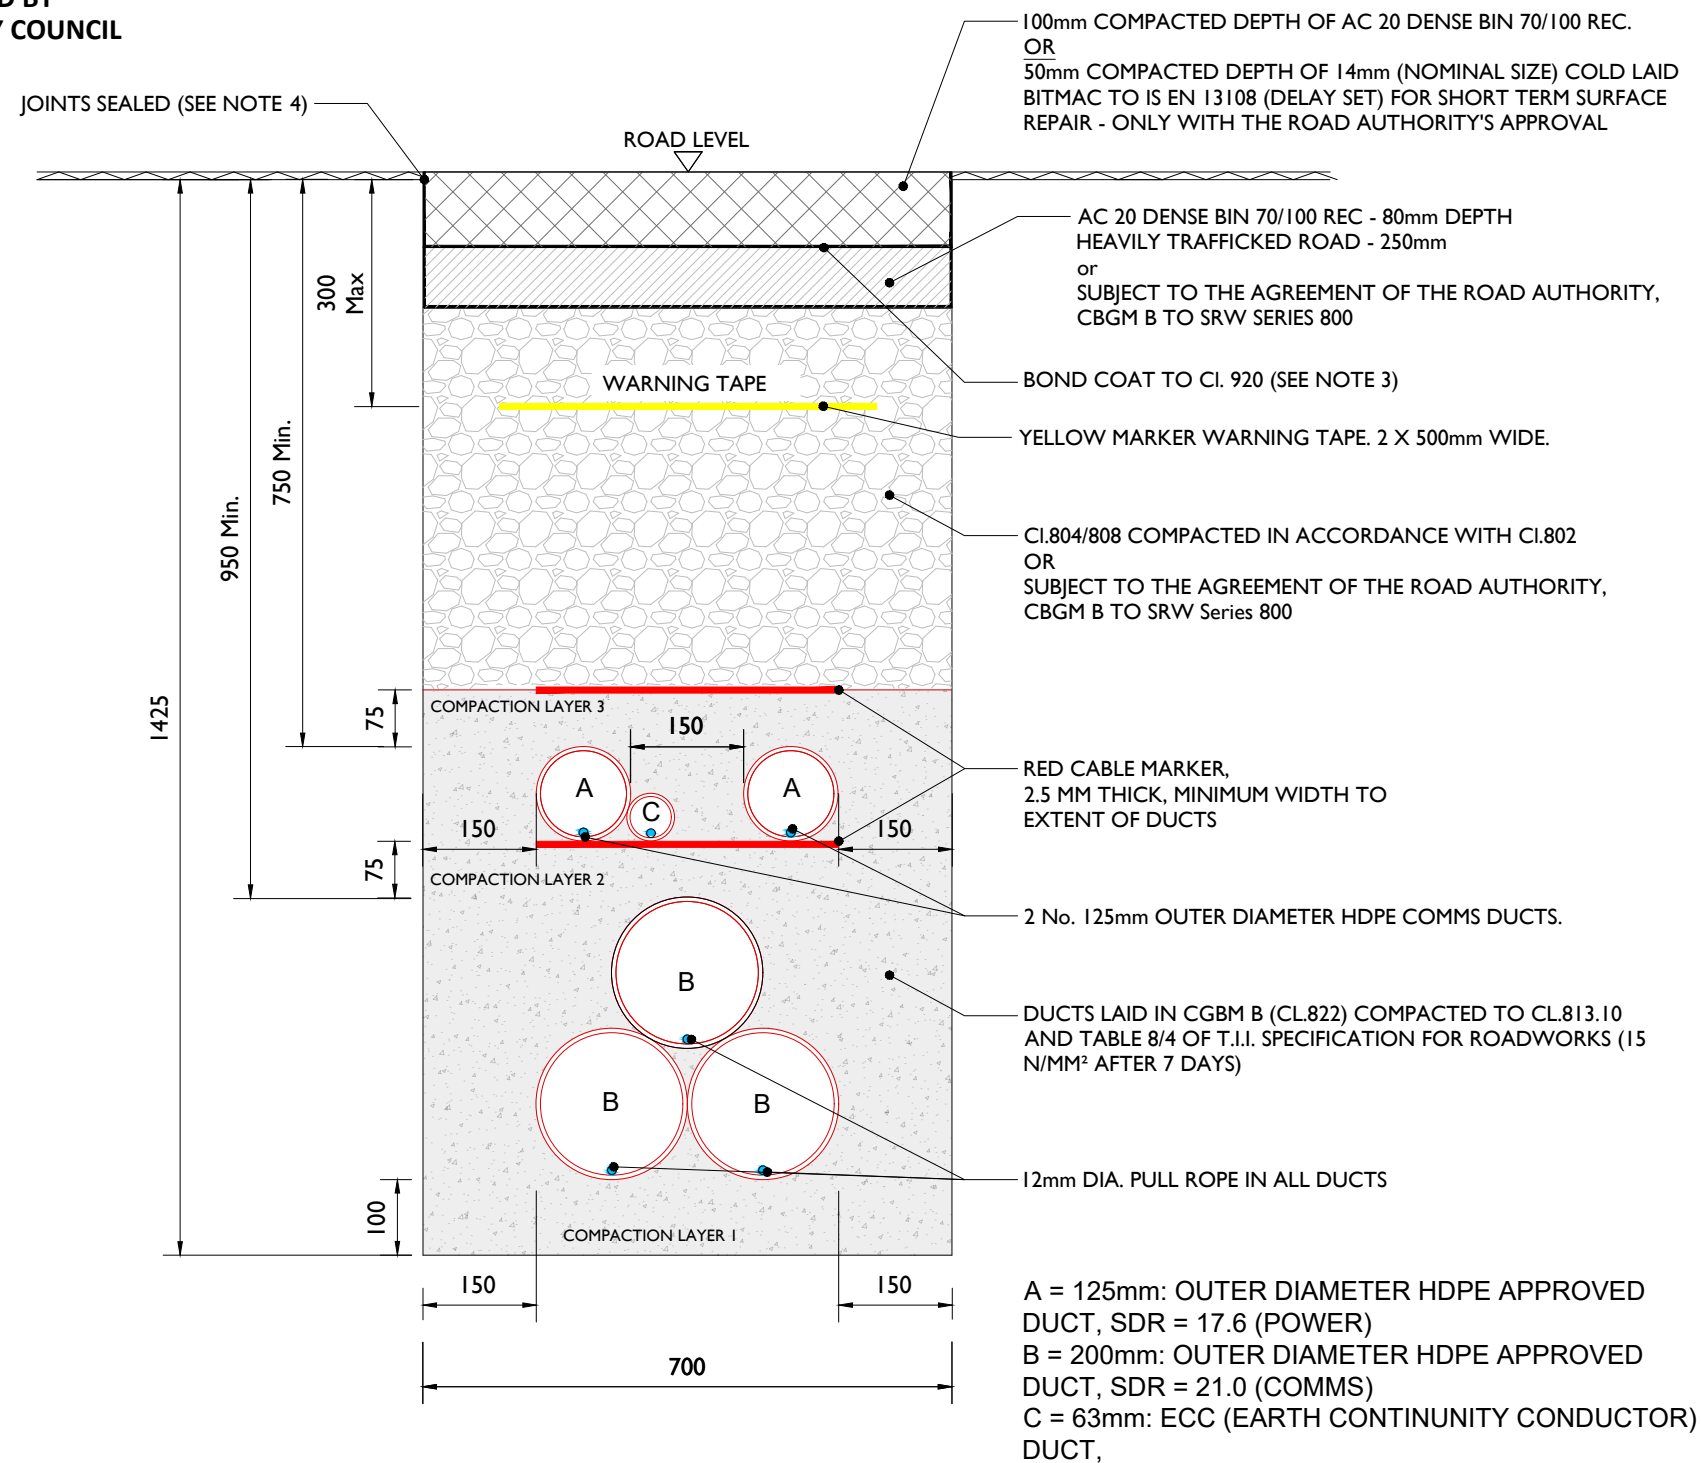 D BY
Y COUNCIL
JOINTS SEALED (SEE NOTE 4)
ROAD LEVEL
100mm COMPACTED DEPTH OF AC 20 DENSE BIN 70/100 REC.
OR
50mm COMPACTED DEPTH OF 14mm (NOMINAL SIZE) COLD LAID
BITMAC TO IS EN 13108 (DELAY SET) FOR SHORT TERM SURFACE
REPAIR - ONLY WITH THE ROAD AUTHORITY'S APPROVAL
AC 20 DENSE BIN 70/100 REC - 80mm DEPTH
HEAVILY TRAFFICKED ROAD - 250mm
or
SUBJECT TO THE AGREEMENT OF THE ROAD AUTHORITY,
CBGM B TO SRW SERIES 800
BOND COAT TO Cl. 920 (SEE NOTE 3)
WARNING TAPE
YELLOW MARKER WARNING TAPE. 2 X 500mm WIDE.
Cl.804/808 COMPACTED IN ACCORDANCE WITH Cl.802
OR
SUBJECT TO THE AGREEMENT OF THE ROAD AUTHORITY,
CBGM B TO SRW Series 800
300
Max
750 Min.
950 Min.
1425
75
COMPACTION LAYER 3
150
A
A
C
150
150
RED CABLE MARKER,
2.5 MM THICK, MINIMUM WIDTH TO
EXTENT OF DUCTS
75
COMPACTION LAYER 2
2 No. 125mm OUTER DIAMETER HDPE COMMS DUCTS.
B
DUCTS LAID IN CGBM B (CL.822) COMPACTED TO CL.813.10
AND TABLE 8/4 OF T.I.I. SPECIFICATION FOR ROADWORKS (15
N/MM² AFTER 7 DAYS)
B
B
12mm DIA. PULL ROPE IN ALL DUCTS
100
COMPACTION LAYER 1
150
150
700
A = 125mm: OUTER DIAMETER HDPE APPROVED
DUCT, SDR = 17.6 (POWER)
B = 200mm: OUTER DIAMETER HDPE APPROVED
DUCT, SDR = 21.0 (COMMS)
C = 63mm: ECC (EARTH CONTINUNITY CONDUCTOR)
DUCT,